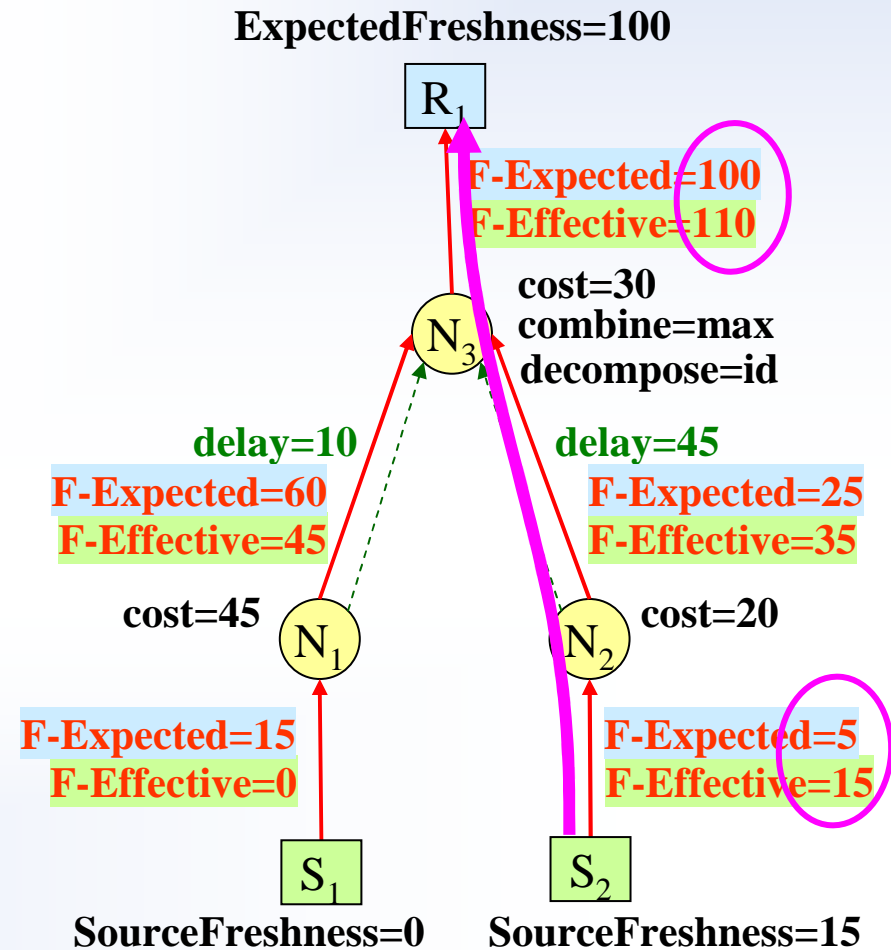 ExpectedFreshness=100
R₁
F-Expected=100
F-Effective=110
cost=30
combine=max
decompose=id
N₃
delay=10
delay=45
F-Expected=60
F-Effective=45
F-Expected=25
F-Effective=35
cost=45
N₁
N₂
cost=20
F-Expected=15
F-Effective=0
F-Expected=5
F-Effective=15
S₁
S₂
SourceFreshness=0
SourceFreshness=15